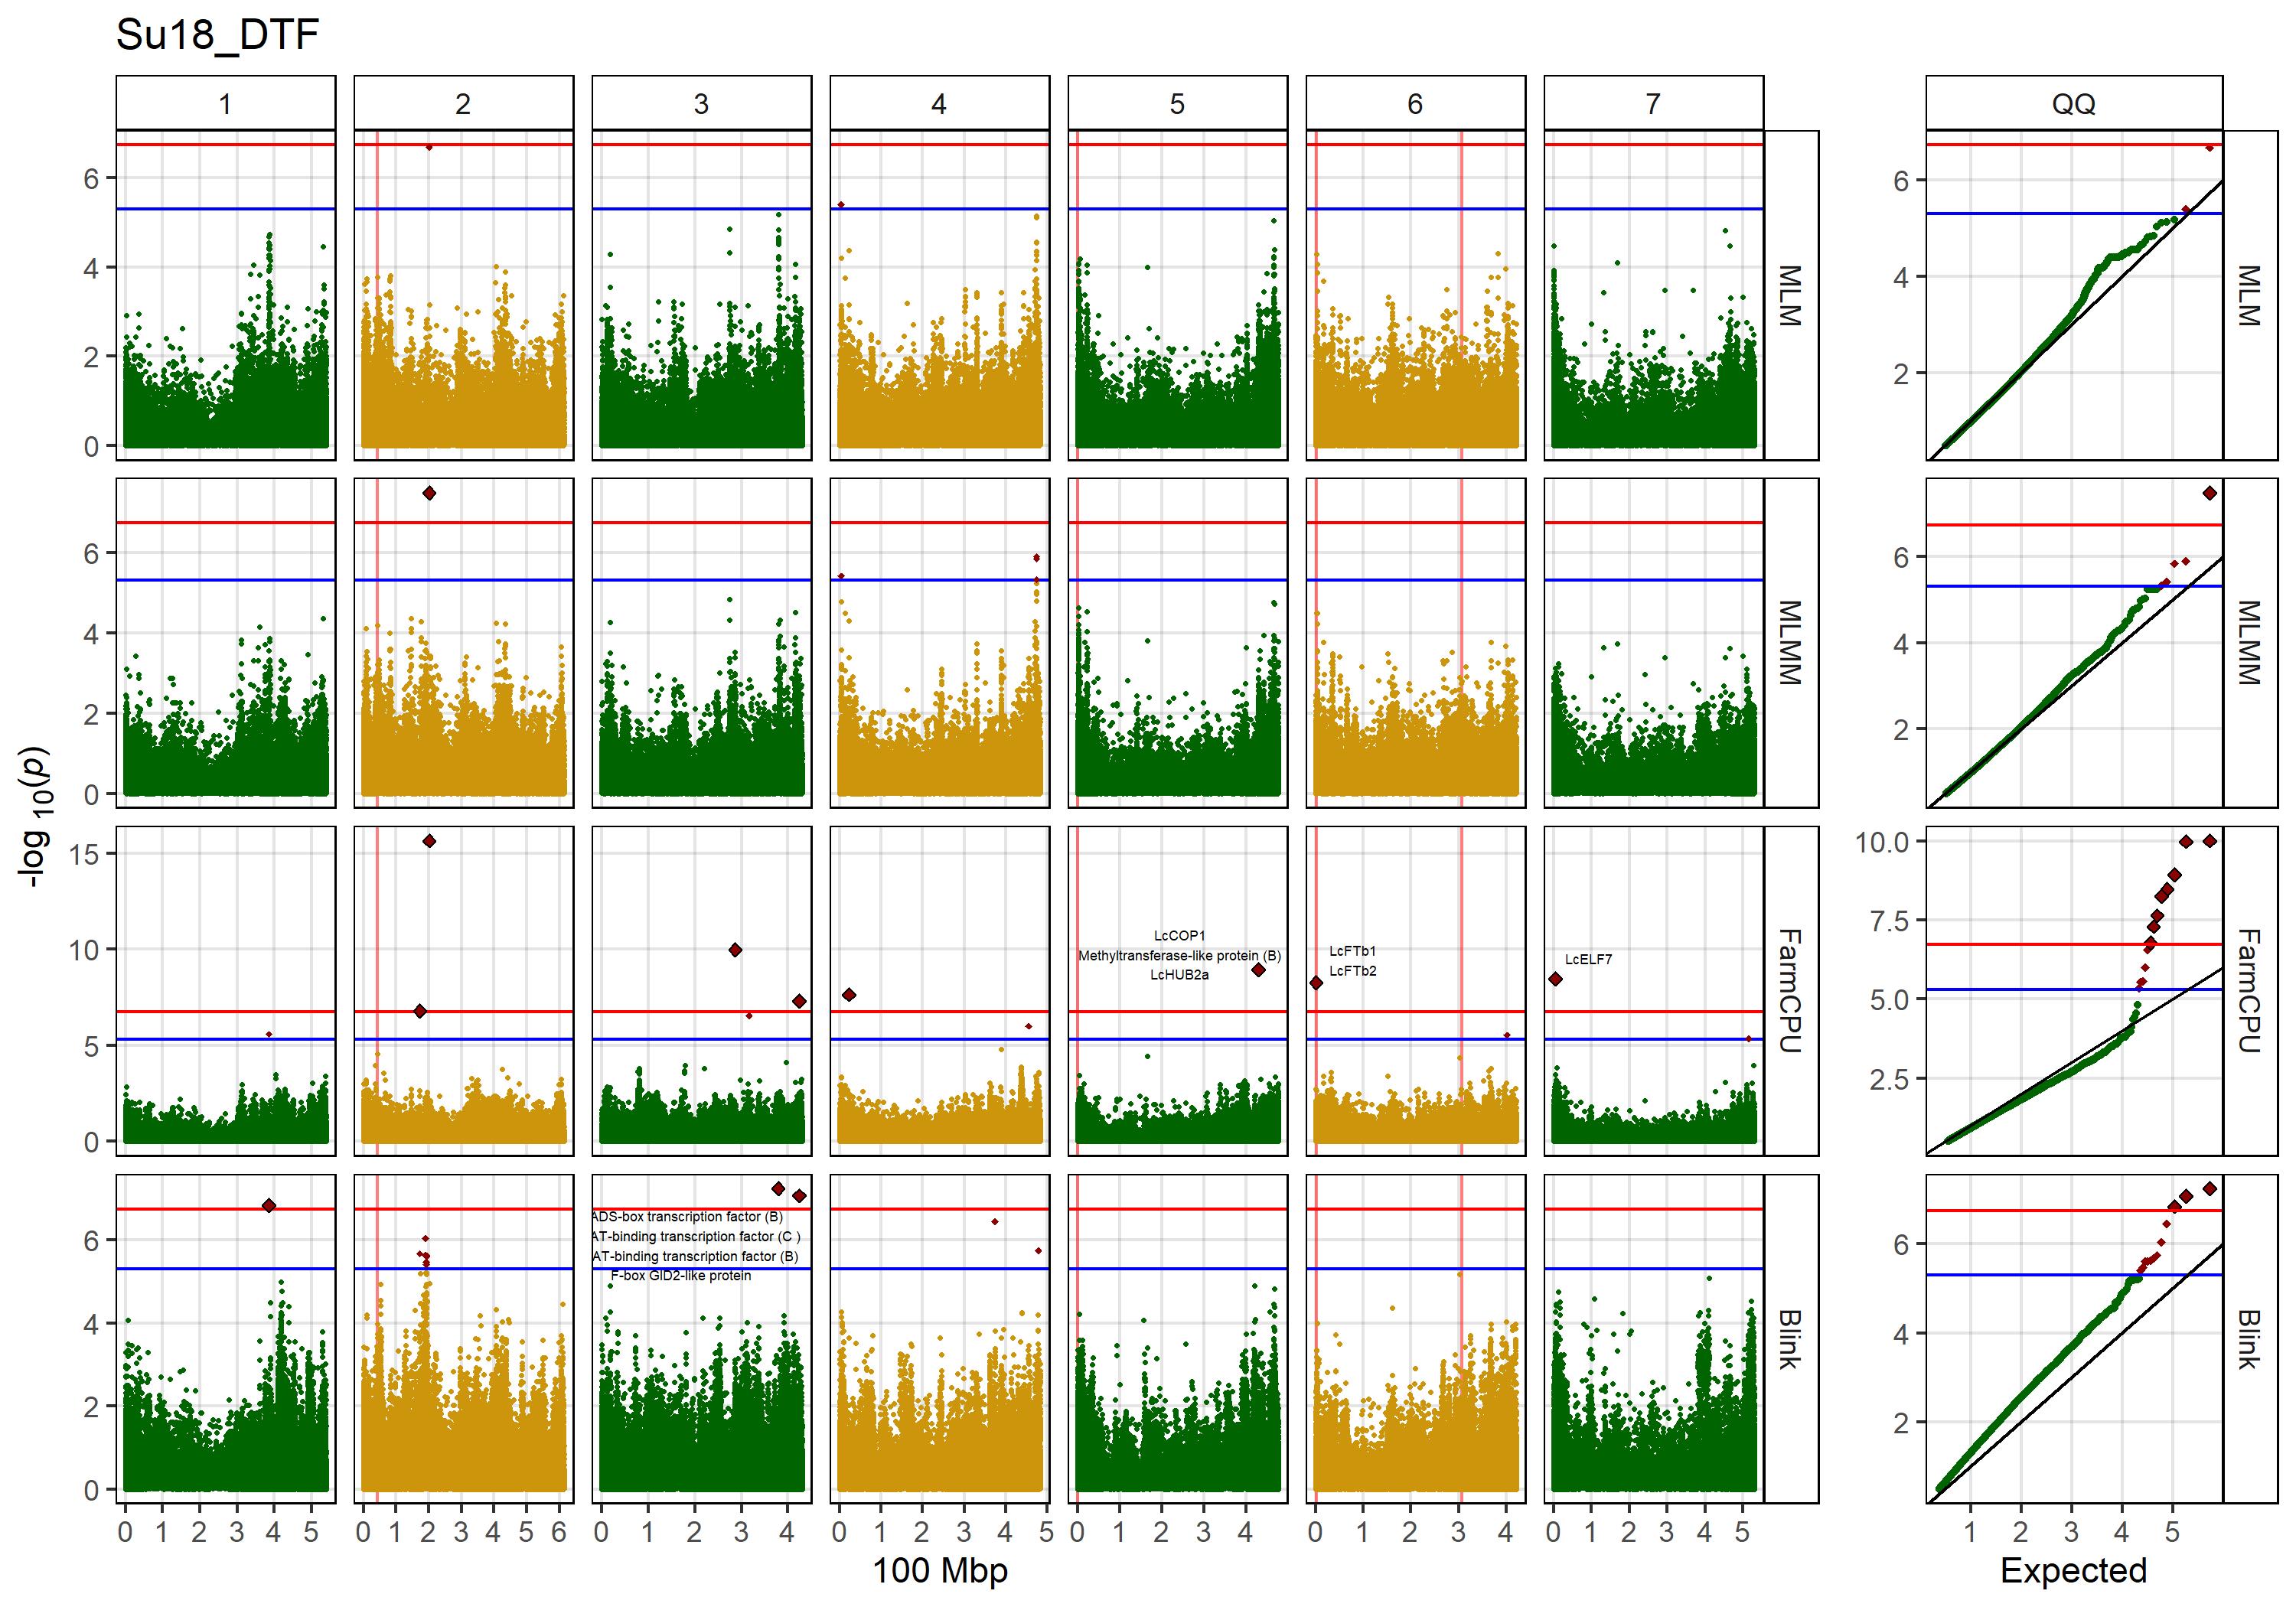 Su18_DTF
1 2 3 4 5 6 7 QQ
6
4
2
0
MLM
6
4
2
MLM
6
4
2
0
MLMM
6
4
2
MLMM
-log 10(p)
15
10
5
0
LcCOP1
Methyltransferase-like protein (B)
LcHUB2a
LcFTb1
LcFTb2
LcELF7
FarmCPU
10.0
7.5
5.0
2.5
FarmCPU
6
4
2
0
ADS-box transcription factor (B)
AT-binding transcription factor (C )
AT-binding transcription factor (B)
F-box GID2-like protein
Blink
6
4
2
Blink
0 1 2 3 4 5 0 1 2 3 4 5 6 0 1 2 3 4 0 1 2 3 4 5 0 1 2 3 4 0 1 2 3 4 0 1 2 3 4 5 1 2 3 4 5
100 Mbp
Expected